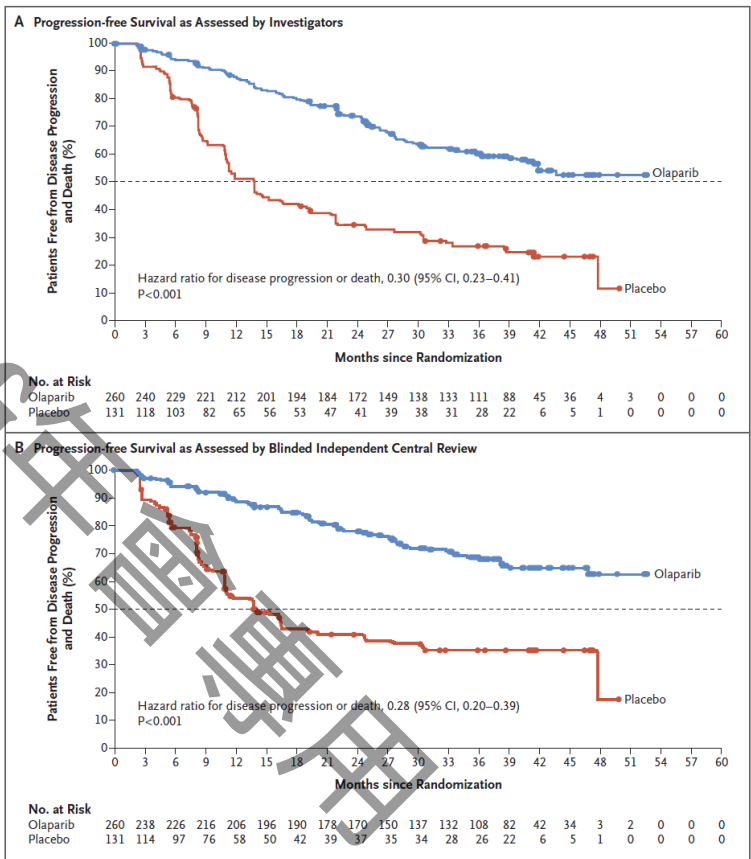 A Progression-free Survival as Assessed by Investigators
Patients Free from Disease Progression
and Death (%)
100
90
80
70
60
50
40
30
20
10
0
Olaparib
Placebo
Hazard ratio for disease progression or death, 0.30 (95% CI, 0.23–0.41)
P<0.001
0 3 6 9 12 15 18 21 24 27 30 33 36 39 42 45 48 51 54 57 60
Months since Randomization
No. at Risk
Olaparib 260 240 229 221 212 201 194 184 172 149 138 133 111 88 45 36 4 3 0 0 0
Placebo 131 118 103 82 65 56 53 47 41 39 38 31 28 22 6 5 1 0 0 0 0
B Progression-free Survival as Assessed by Blinded Independent Central Review
Patients Free from Disease Progression
and Death (%)
100
90
80
70
60
50
40
30
20
10
0
Olaparib
Placebo
Hazard ratio for disease progression or death, 0.28 (95% CI, 0.20–0.39)
P<0.001
0 3 6 9 12 15 18 21 24 27 30 33 36 39 42 45 48 51 54 57 60
Months since Randomization
No. at Risk
Olaparib 260 238 226 216 206 196 190 178 170 150 137 132 108 82 42 34 3 2 0 0 0
Placebo 131 114 97 76 58 50 42 39 37 35 34 28 26 22 6 5 1 0 0 0 0